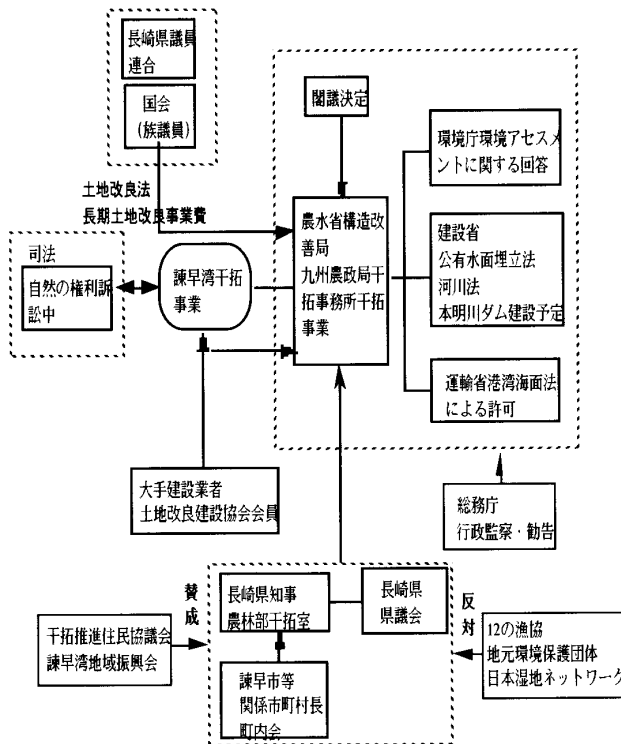 長崎県議員
連合
国会
(族議員)
閣議決定
環境庁環境アセスメ
ントに関する回答
土地改良法
長期土地改良事業費
農水省構造改
善局
九州農政局干
拓事務所干拓
事業
建設省
公有水面埋立法
河川法
本明川ダム建設予定
司法
自然の権利訴
訟中
諫早湾干拓
事業
運輸省港湾海面法
による許可
大手建設業者
土地改良建設協会会員
総務庁
行政監察・勧告
賛成
長崎県知事
農林部干拓室
長崎県
県議会
反対
干拓推進住民協議会
諫早湾地域振興会
12の漁協
地元環境保護団体
日本湿地ネットワーク
諫早市等
関係市町村長
町内会